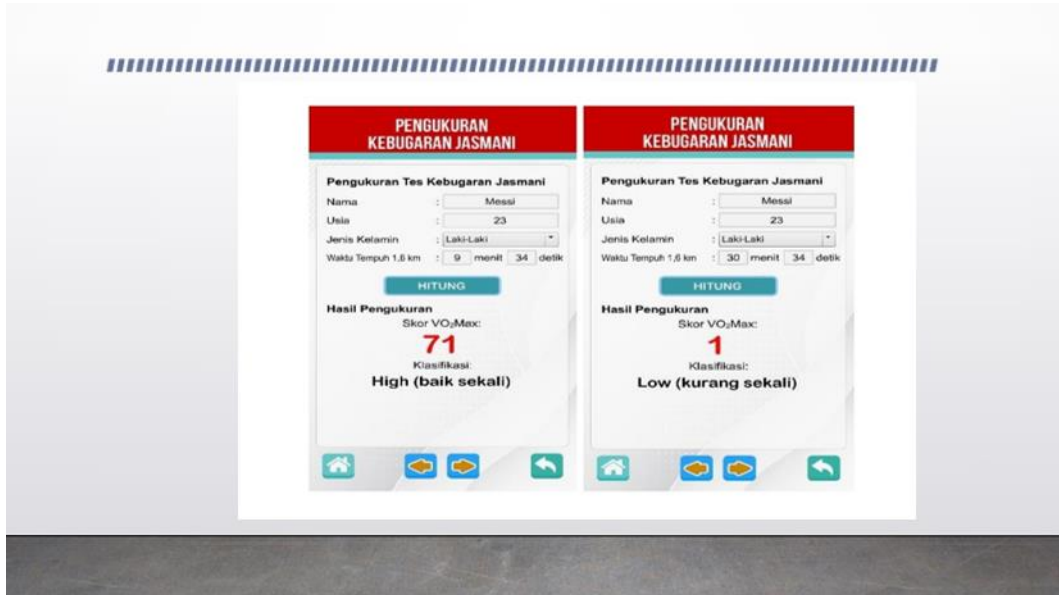 PENGUKURAN
KEBUGARAN JASMANI
Pengukuran Tes Kebugaran Jasmani
Nama : Messi
Usia : 23
Jenis Kelamin : Laki-Laki
Waktu Tempuh 1,6 km : 9 menit 34 detik
HITUNG
Hasil Pengukuran
Skor VO₂Max:
71
Klasifikasi:
High (baik sekali)
PENGUKURAN
KEBUGARAN JASMANI
Pengukuran Tes Kebugaran Jasmani
Nama : Messi
Usia : 23
Jenis Kelamin : Laki-Laki
Waktu Tempuh 1,6 km : 30 menit 34 detik
HITUNG
Hasil Pengukuran
Skor VO₂Max:
1
Klasifikasi:
Low (kurang sekali)